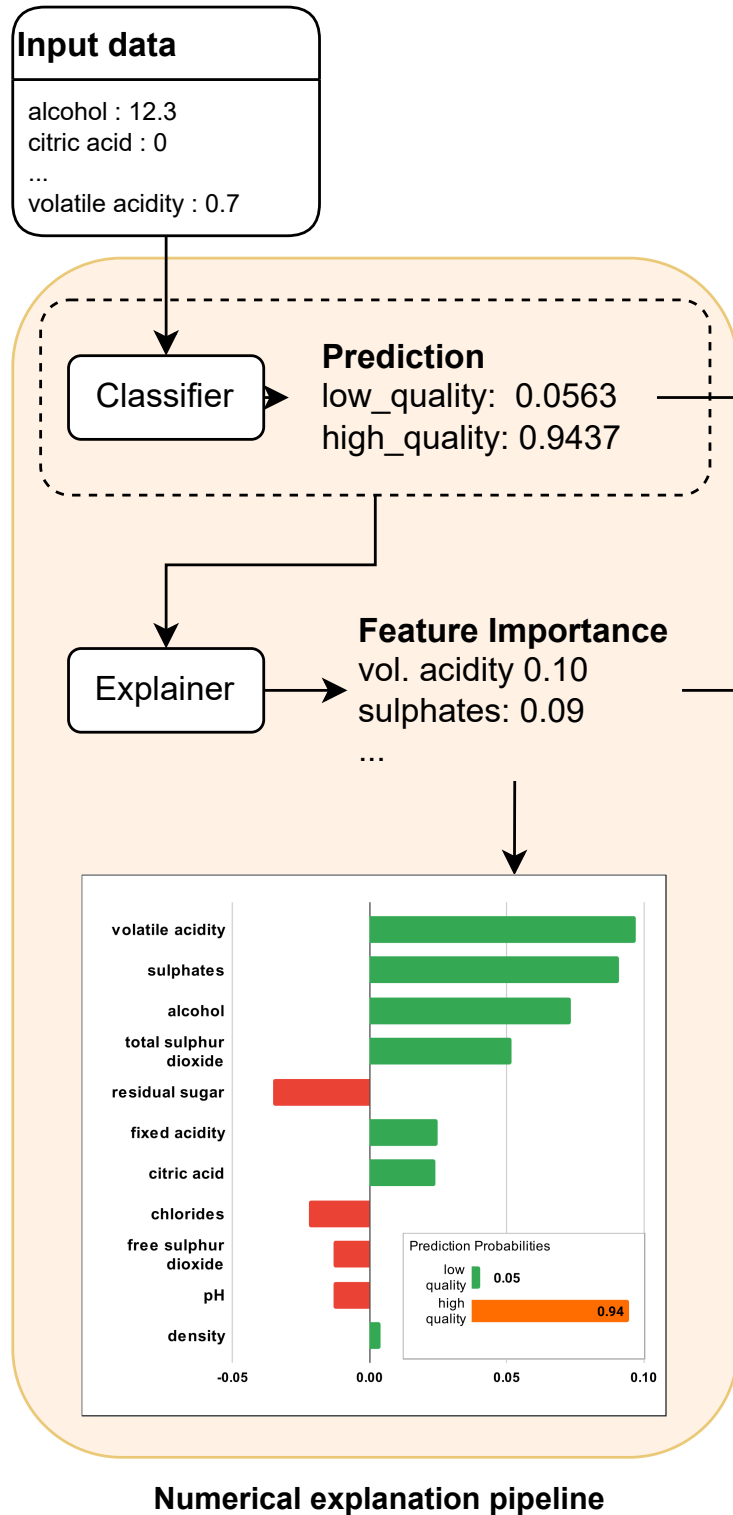 Input data
alcohol : 12.3
citric acid : 0
...
volatile acidity : 0.7
Classifier
Prediction
low_quality: 0.0563
high_quality: 0.9437
Explainer
Feature Importance
vol. acidity 0.10
sulphates: 0.09
...
volatile acidity
sulphates
alcohol
total sulphur
dioxide
residual sugar
fixed acidity
citric acid
chlorides
free sulphur
dioxide
pH
density
Prediction Probabilities
low
quality
0.05
high
quality
0.94
-0.05
0.00
0.05
0.10
Numerical explanation pipeline